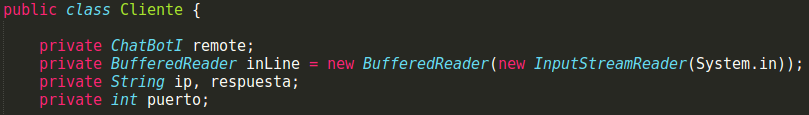 public class Cliente {
private ChatBotI remote;
private BufferedReader inLine = new BufferedReader(new InputStreamReader(System.in));
private String ip, respuesta;
private int puerto;